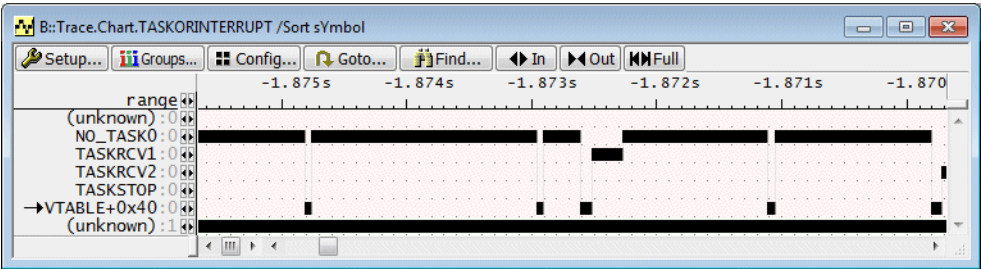 B::Trace.Chart.TASKORINTERRUPT /Sort sYmbol
Setup... Groups... Config... Goto... Find... In Out Full
-1.875s -1.874s -1.873s -1.872s -1.871s -1.870
range
(unknown):0
NO_TASK0:0
TASKRCV1:0
TASKRCV2:0
TASKSTOP:0
VTABLE+0x40:0
(unknown):1